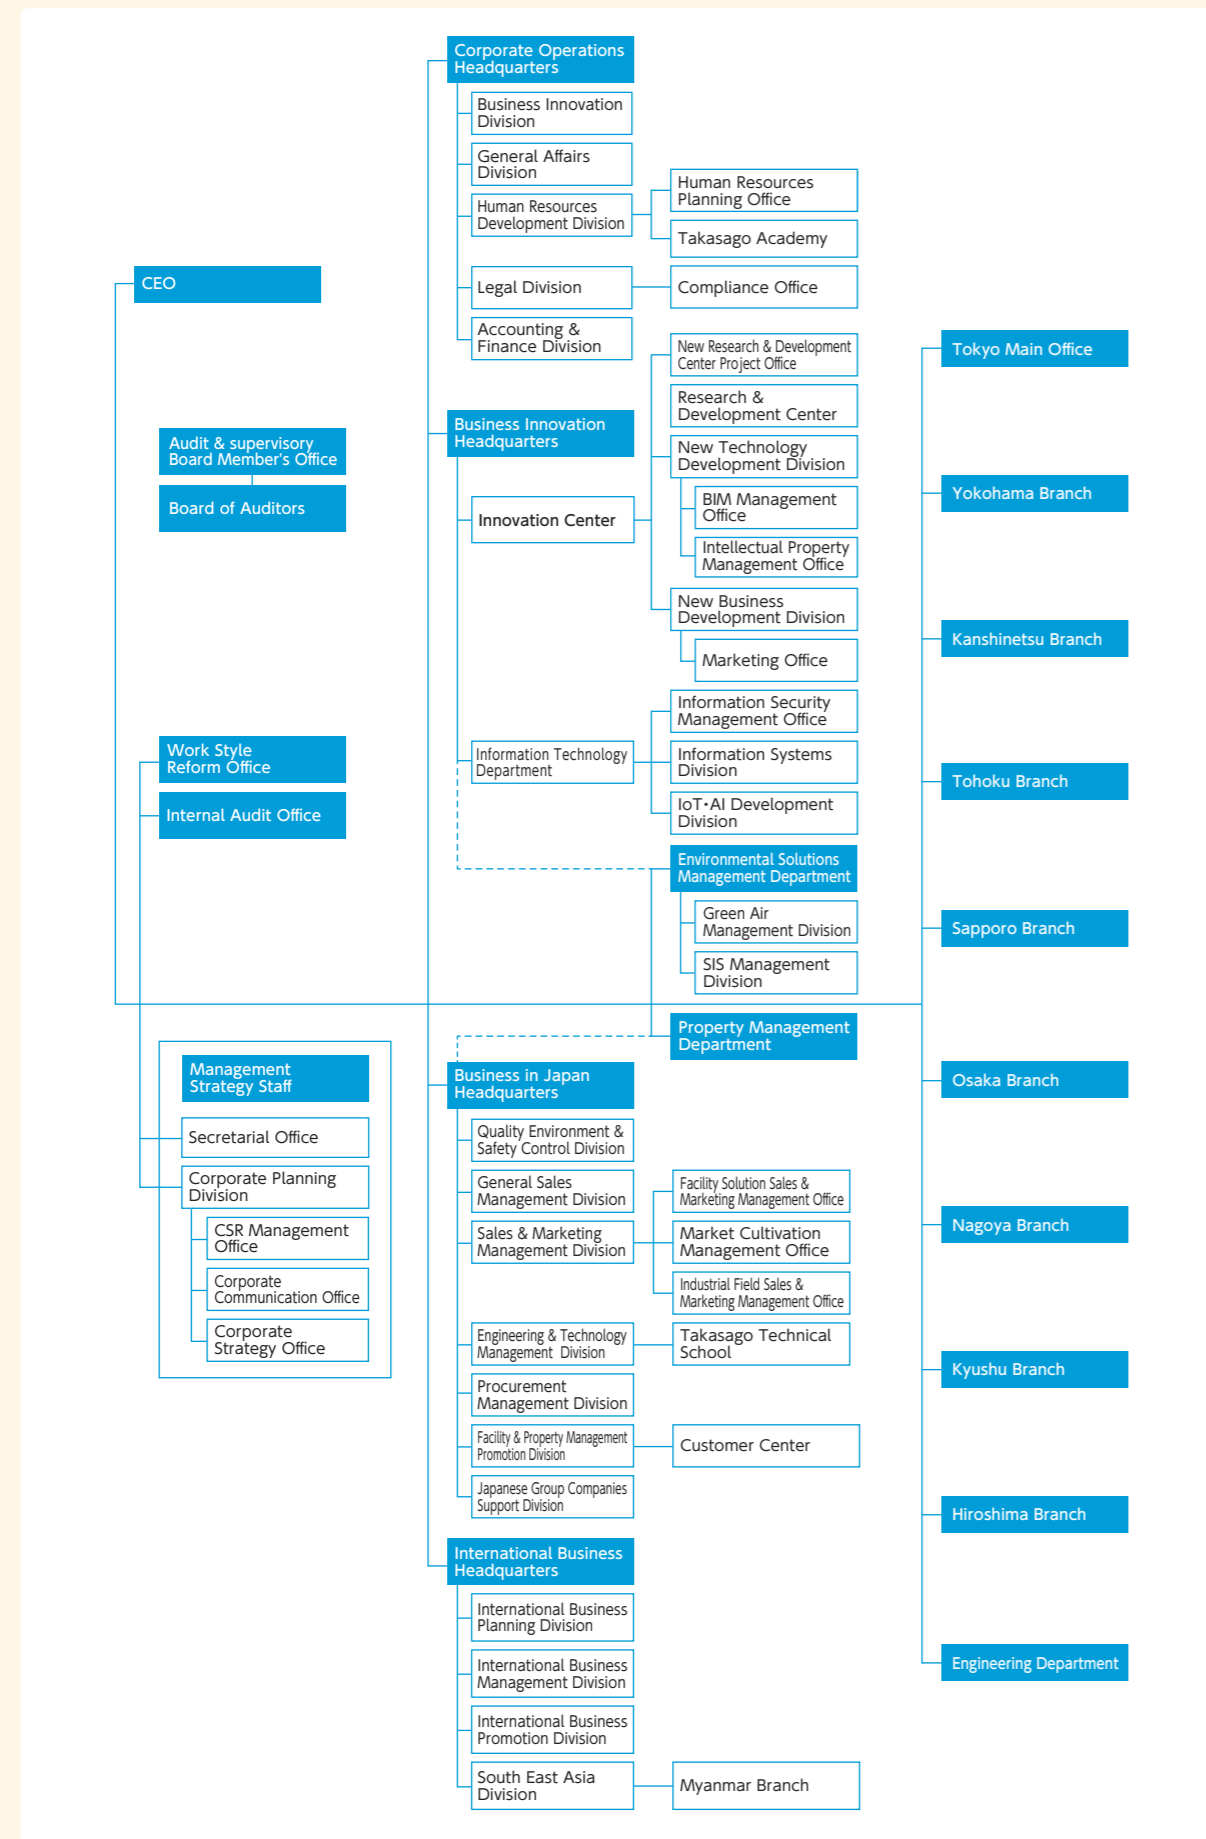 CEO
Audit & supervisory
Board Member's Office
Board of Auditors
Work Style
Reform Office
Internal Audit Office
Management
Strategy Staff
Secretarial Office
Corporate Planning
Division
CSR Management
Office
Corporate
Communication Office
Corporate
Strategy Office
Corporate Operations
Headquarters
Business Innovation
Division
General Affairs
Division
Human Resources
Development Division
Human Resources
Planning Office
Takasago Academy
Legal Division
Compliance Office
Accounting &
Finance Division
Business Innovation
Headquarters
Innovation Center
New Research & Development
Center Project Office
Research &
Development Center
New Technology
Development Division
BIM Management
Office
Intellectual Property
Management Office
New Business
Development Division
Marketing Office
Information Technology
Department
Information Security
Management Office
Information Systems
Division
IoT・AI Development
Division
Environmental Solutions
Management Department
Green Air
Management Division
SIS Management
Division
Property Management
Department
Business in Japan
Headquarters
Quality Environment &
Safety Control Division
General Sales
Management Division
Sales & Marketing
Management Division
Facility Solution Sales &
Marketing Management Office
Market Cultivation
Management Office
Industrial Field Sales &
Marketing Management Office
Engineering & Technology
Management Division
Takasago Technical
School
Procurement
Management Division
Facility & Property Management
Promotion Division
Customer Center
Japanese Group Companies
Support Division
International Business
Headquarters
International Business
Planning Division
International Business
Management Division
International Business
Promotion Division
South East Asia
Division
Myanmar Branch
Tokyo Main Office
Yokohama Branch
Kanshinetsu Branch
Tohoku Branch
Sapporo Branch
Osaka Branch
Nagoya Branch
Kyushu Branch
Hiroshima Branch
Engineering Department